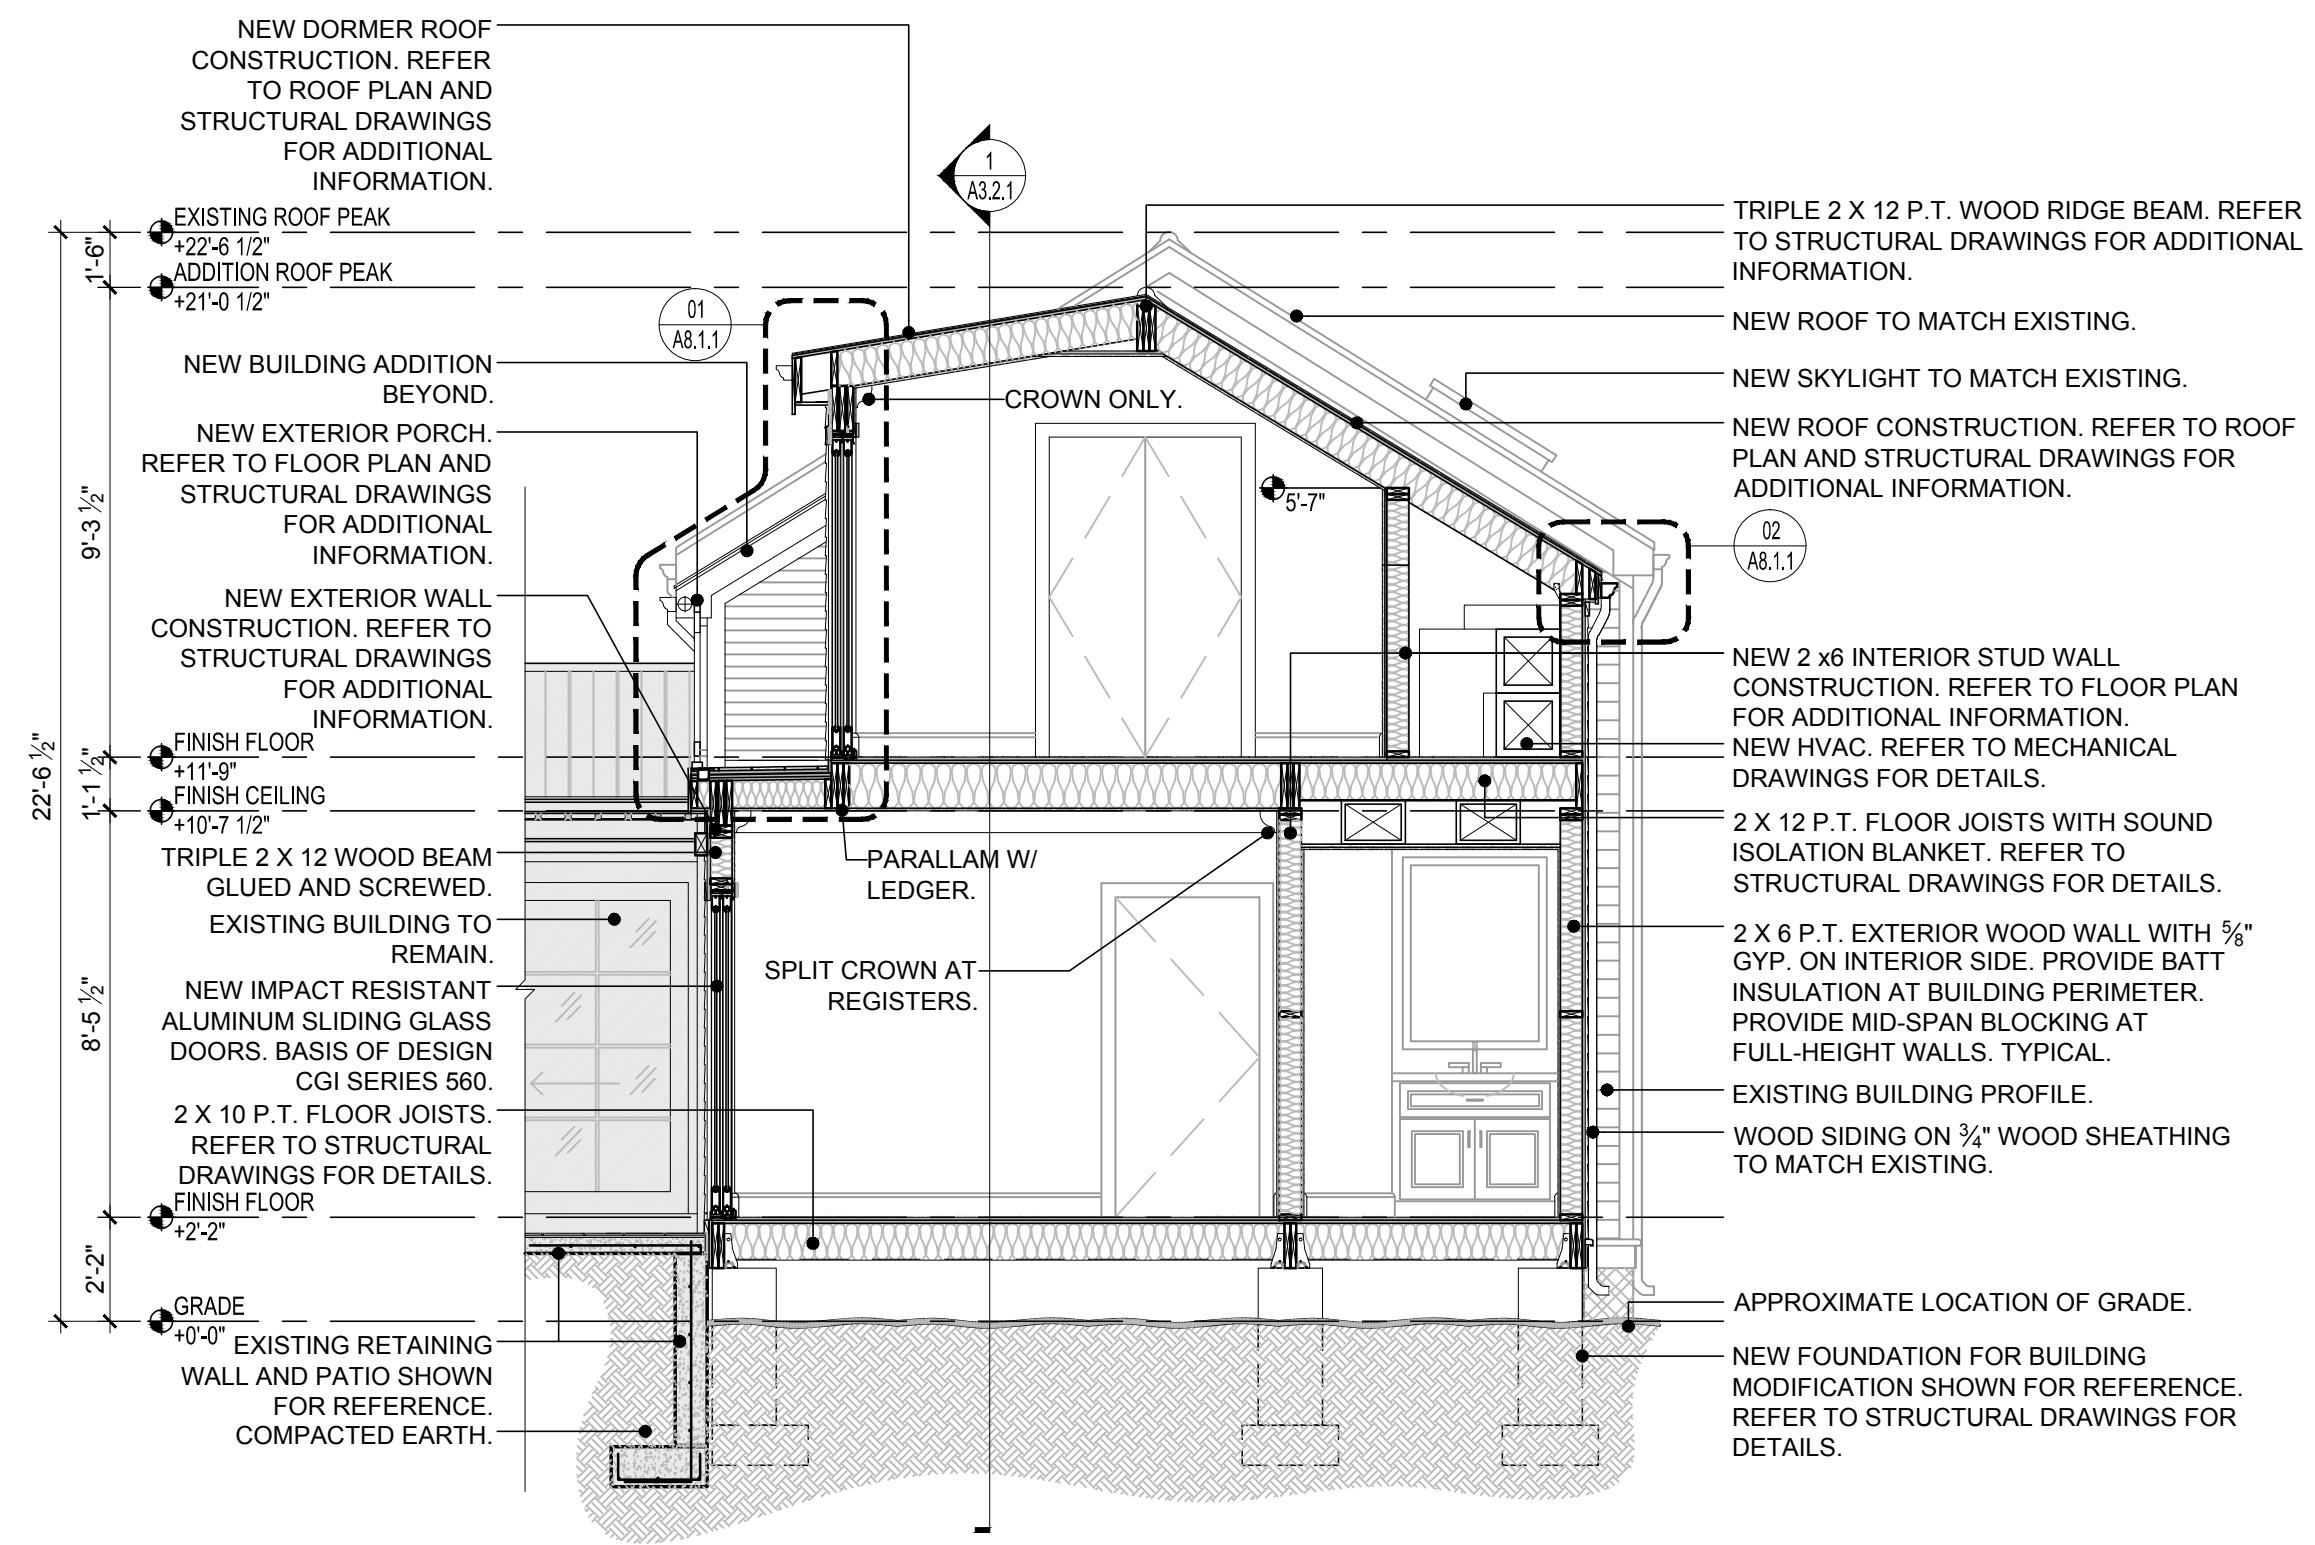 NEW DORMER ROOF
CONSTRUCTION. REFER
TO ROOF PLAN AND
STRUCTURAL DRAWINGS
FOR ADDITIONAL
INFORMATION.
EXISTING ROOF PEAK
+22'-6 1/2"
ADDITION ROOF PEAK
+21'-0 1/2"
NEW BUILDING ADDITION
BEYOND.
NEW EXTERIOR PORCH.
REFER TO FLOOR PLAN AND
STRUCTURAL DRAWINGS
FOR ADDITIONAL
INFORMATION.
NEW EXTERIOR WALL
CONSTRUCTION. REFER TO
STRUCTURAL DRAWINGS
FOR ADDITIONAL
INFORMATION.
FINISH FLOOR
+11'-9"
FINISH CEILING
+10'-7 1/2"
TRIPLE 2 X 12 WOOD BEAM
GLUED AND SCREWED.
EXISTING BUILDING TO
REMAIN.
NEW IMPACT RESISTANT
ALUMINUM SLIDING GLASS
DOORS. BASIS OF DESIGN
CGI SERIES 560.
2 X 10 P.T. FLOOR JOISTS.
REFER TO STRUCTURAL
DRAWINGS FOR DETAILS.
FINISH FLOOR
+2'-2"
GRADE
+0'-0"
EXISTING RETAINING
WALL AND PATIO SHOWN
FOR REFERENCE.
COMPACTED EARTH.
22'-6 ½"
1'-6"
9'-3 ½"
1'-1 ½"
8'-5 ½"
2'-2"
1
A3.2.1
01
A8.1.1
CROWN ONLY.
5'-7"
PARALLAM W/
LEDGER.
SPLIT CROWN AT
REGISTERS.
TRIPLE 2 X 12 P.T. WOOD RIDGE BEAM. REFER
TO STRUCTURAL DRAWINGS FOR ADDITIONAL
INFORMATION.
NEW ROOF TO MATCH EXISTING.
NEW SKYLIGHT TO MATCH EXISTING.
NEW ROOF CONSTRUCTION. REFER TO ROOF
PLAN AND STRUCTURAL DRAWINGS FOR
ADDITIONAL INFORMATION.
02
A8.1.1
NEW 2 x6 INTERIOR STUD WALL
CONSTRUCTION. REFER TO FLOOR PLAN
FOR ADDITIONAL INFORMATION.
NEW HVAC. REFER TO MECHANICAL
DRAWINGS FOR DETAILS.
2 X 12 P.T. FLOOR JOISTS WITH SOUND
ISOLATION BLANKET. REFER TO
STRUCTURAL DRAWINGS FOR DETAILS.
2 X 6 P.T. EXTERIOR WOOD WALL WITH ⅝"
GYP. ON INTERIOR SIDE. PROVIDE BATT
INSULATION AT BUILDING PERIMETER.
PROVIDE MID-SPAN BLOCKING AT
FULL-HEIGHT WALLS. TYPICAL.
EXISTING BUILDING PROFILE.
WOOD SIDING ON ¾" WOOD SHEATHING
TO MATCH EXISTING.
APPROXIMATE LOCATION OF GRADE.
NEW FOUNDATION FOR BUILDING
MODIFICATION SHOWN FOR REFERENCE.
REFER TO STRUCTURAL DRAWINGS FOR
DETAILS.